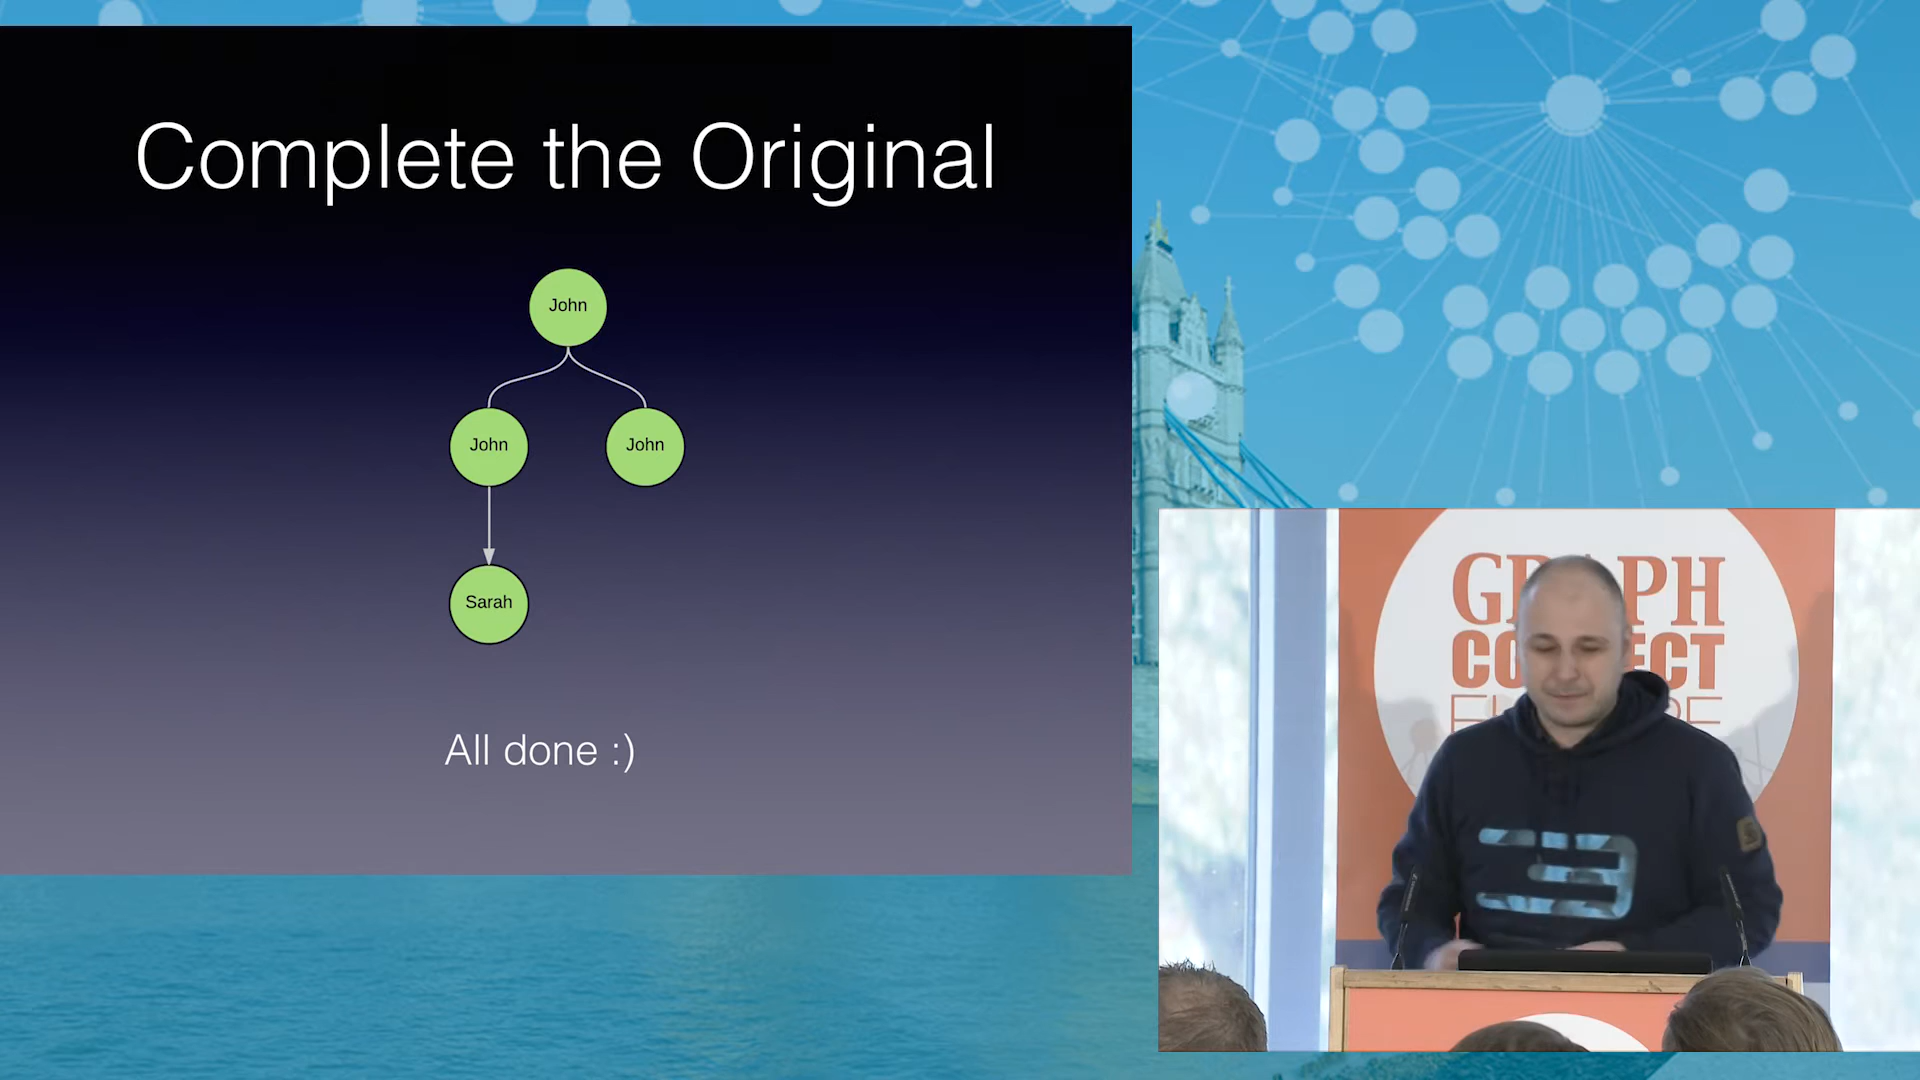 Complete the Original
John
John
John
Sarah
All done :)